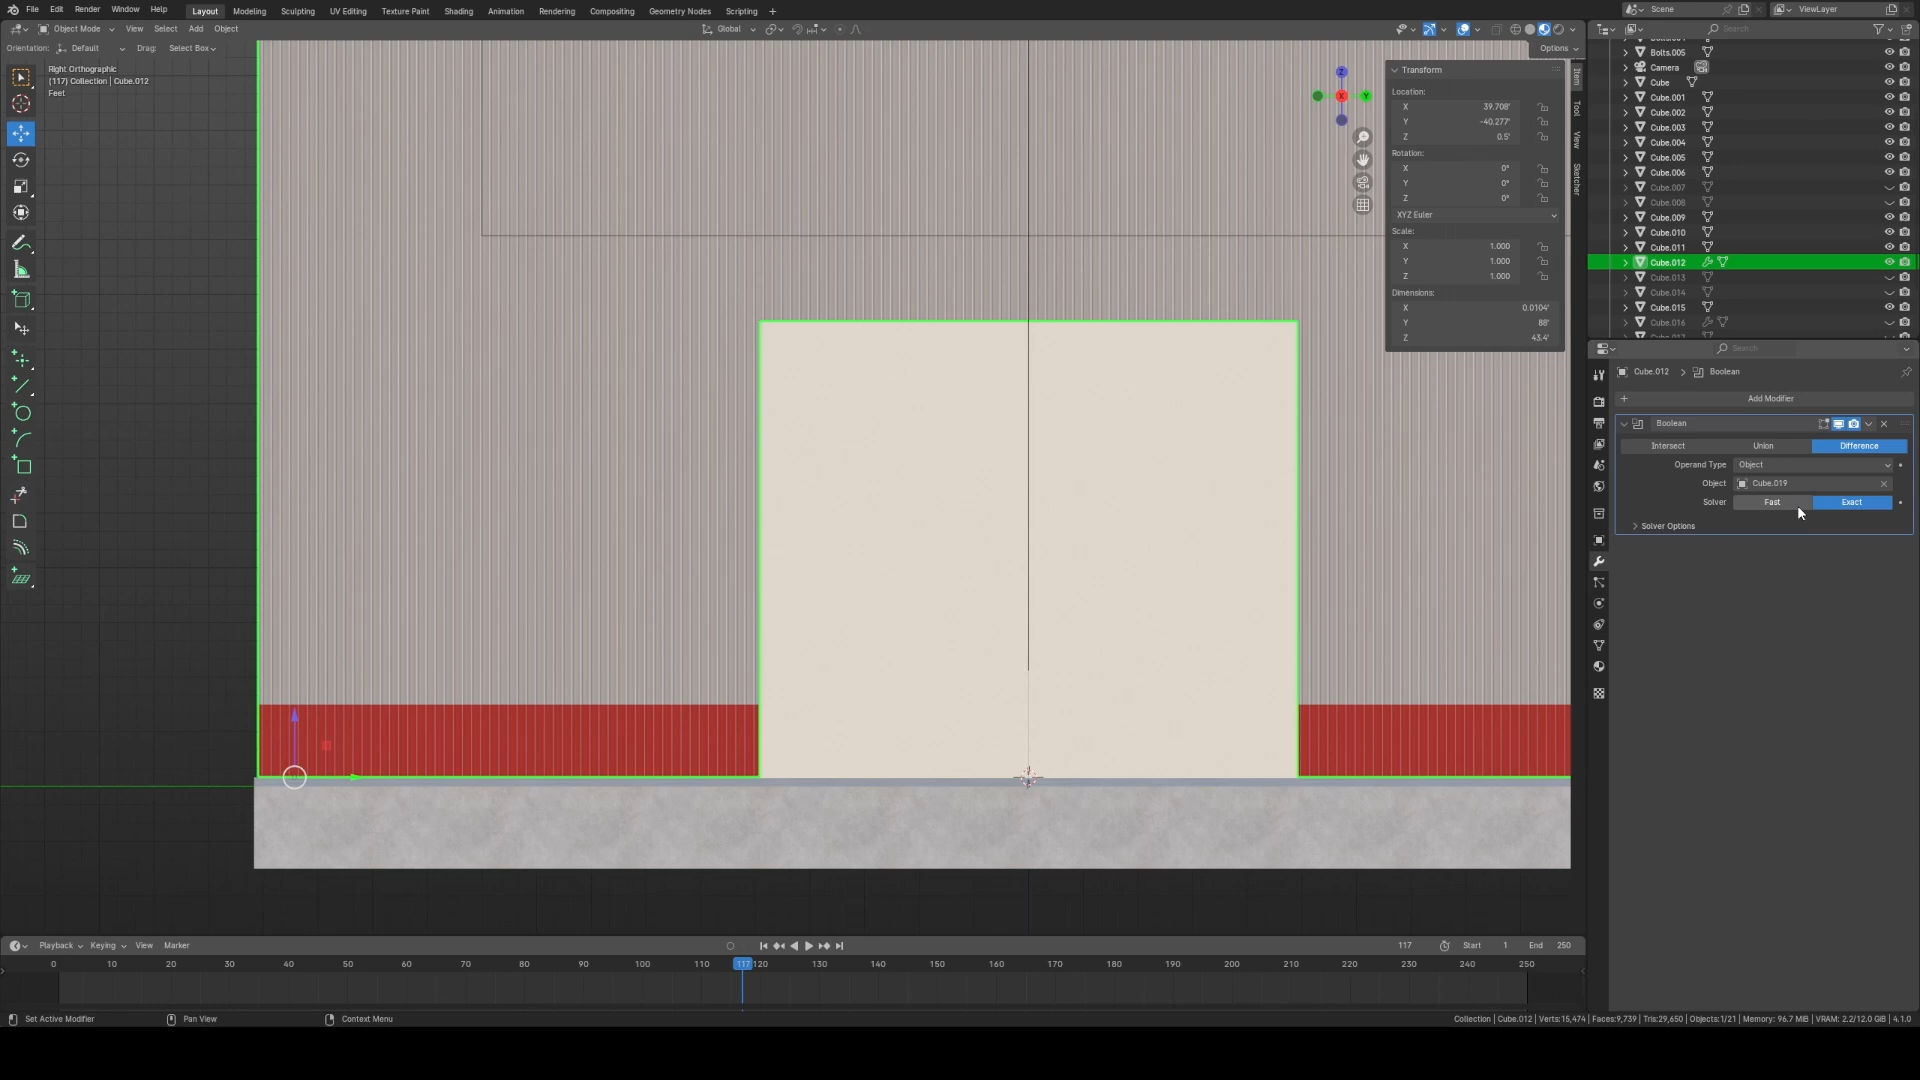 File Edit Render Window Help Layout Modeling Sculpting UV Editing Texture Paint Shading Animation Rendering Compositing Geometry Nodes Scripting + Scene ViewLayer
Object Mode View Select Add Object Global Search
Orientation: Default Drag: Select Box Options
Right Orthographic
(117) Collection | Cube.012
Feet
Z
X
Y
Item
Tool
View
Sketcher
Transform
Location:
X 39.708'
Y -40.277'
Z 0.5'
Rotation:
X 0°
Y 0°
Z 0°
XYZ Euler
Scale:
X 1.000
Y 1.000
Z 1.000
Dimensions:
X 0.0104'
Y 88'
Z 43.4'
Bolts.005
Camera
Cube
Cube.001
Cube.002
Cube.003
Cube.004
Cube.005
Cube.006
Cube.007
Cube.008
Cube.009
Cube.010
Cube.011
Cube.012
Cube.013
Cube.014
Cube.015
Cube.016
Search
Cube.012 > Boolean
+ Add Modifier
Boolean
Intersect Union Difference
Operand Type Object
Object Cube.019
Solver Fast Exact
Solver Options
Playback Keying View Marker 117 Start 1 End 250
0 10 20 30 40 50 60 70 80 90 100 110 117 120 130 140 150 160 170 180 190 200 210 220 230 240 250
Set Active Modifier Pan View Context Menu Collection | Cube.012 | Verts:15,474 | Faces:9,739 | Tris:29,650 | Objects:1/21 | Memory: 96.7 MiB | VRAM: 2.2/12.0 GiB | 4.1.0